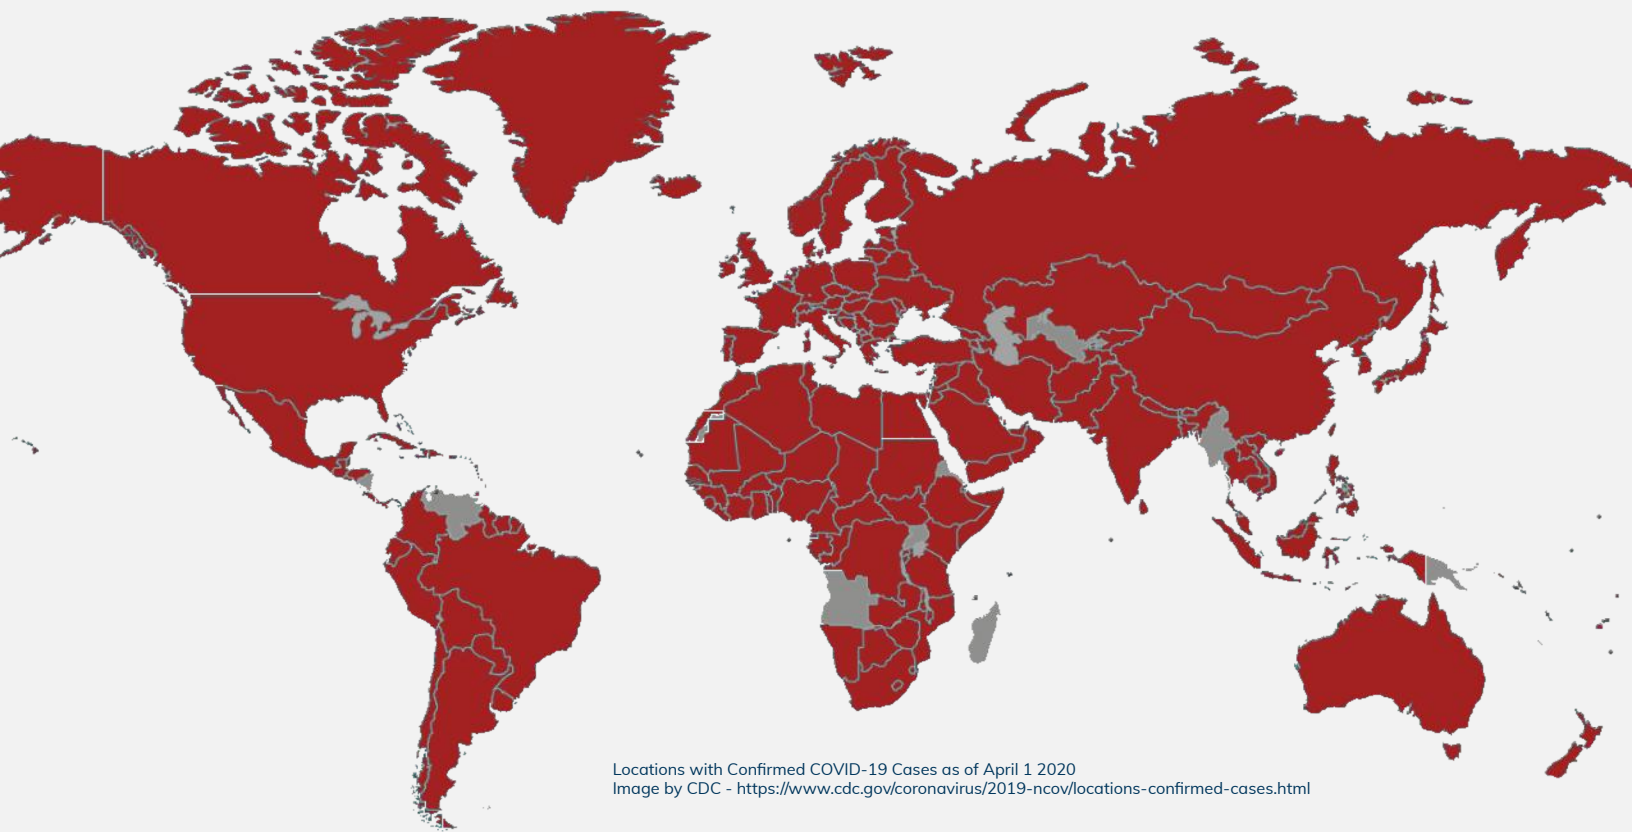 Locations with Confirmed COVID-19 Cases as of April 1 2020
Image by CDC - https://www.cdc.gov/coronavirus/2019-ncov/locations-confirmed-cases.html